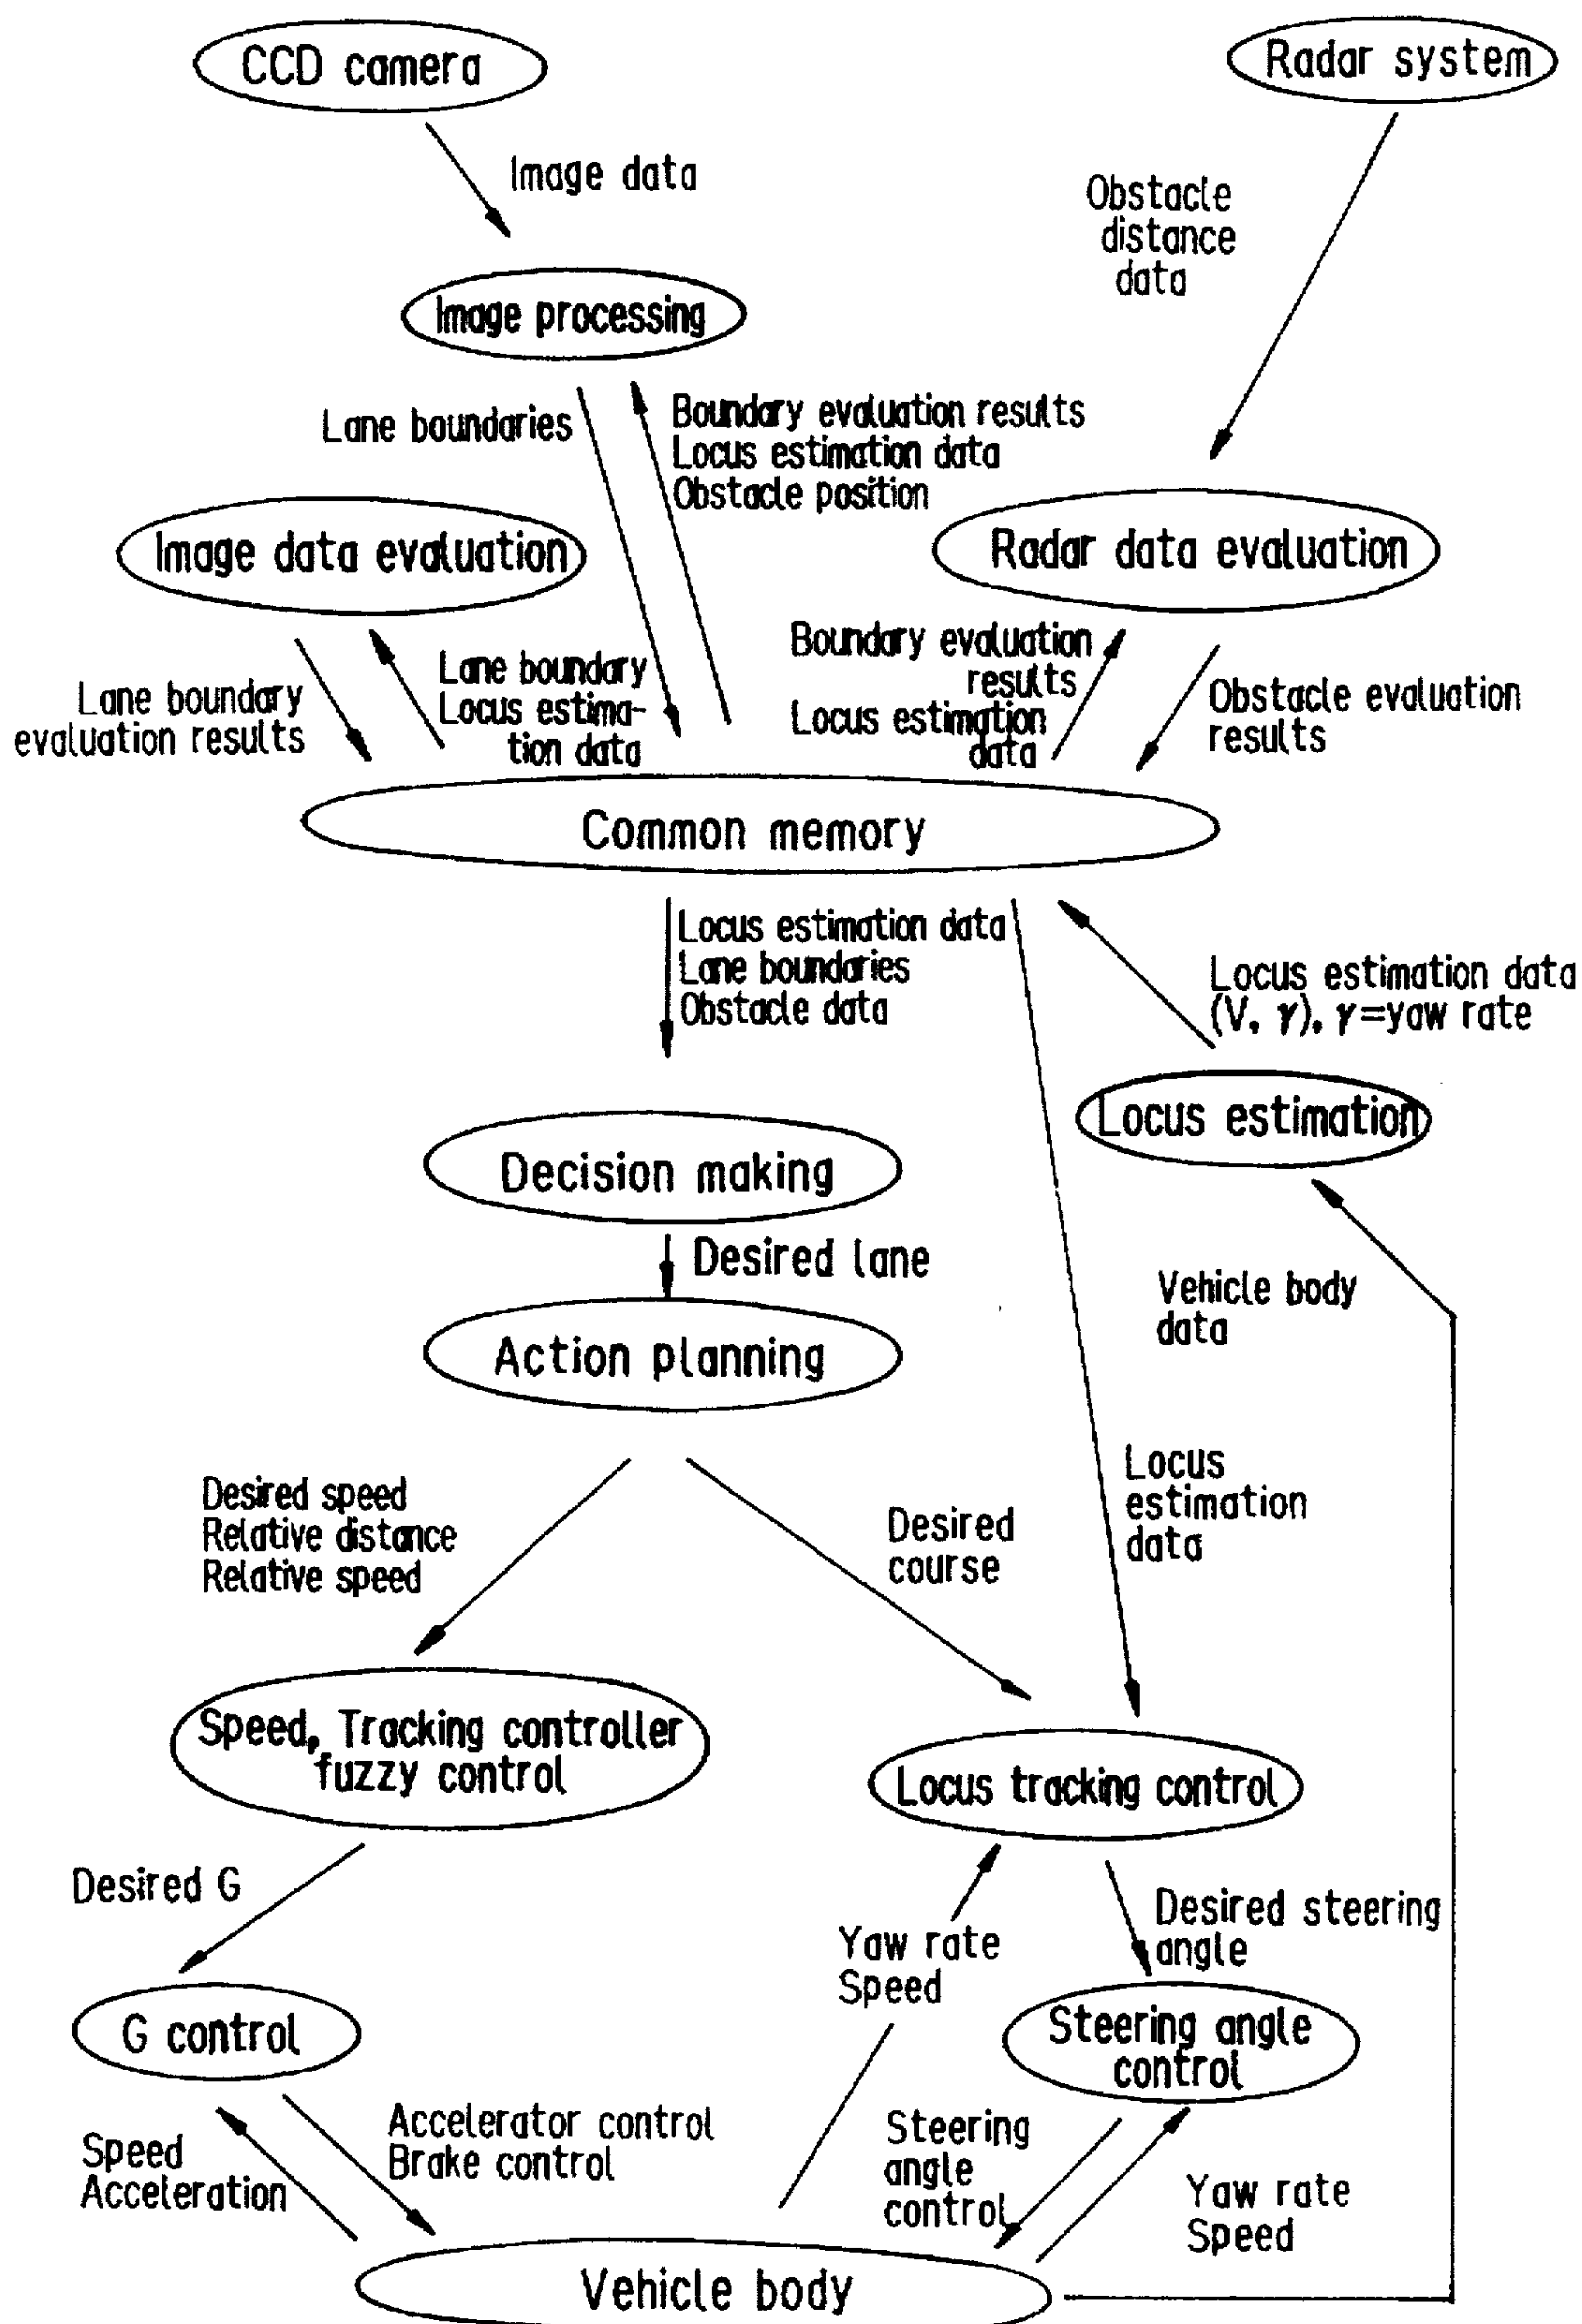 CCD camera
Radar system
Image data
Obstacle
distance
data
Image processing
Lane boundaries
Boundary evaluation results
Locus estimation data
Obstacle position
Image data evaluation
Radar data evaluation
Lane boundary
evaluation results
Lane boundary
Locus estima-
tion data
Boundary evaluation
results
Locus estimation
data
Obstacle evaluation
results
Common memory
Locus estimation data
Lane boundaries
Obstacle data
Locus estimation data
(V, γ), γ=yaw rate
Locus estimation
Decision making
Desired lane
Vehicle body
data
Action planning
Desired speed
Relative distance
Relative speed
Desired
course
Locus
estimation
data
Speed, Tracking controller
fuzzy control
Locus tracking control
Desired G
Yaw rate
Speed
Desired steering
angle
G control
Steering angle
control
Speed
Acceleration
Accelerator control
Brake control
Steering
angle
control
Yaw rate
Speed
Vehicle body